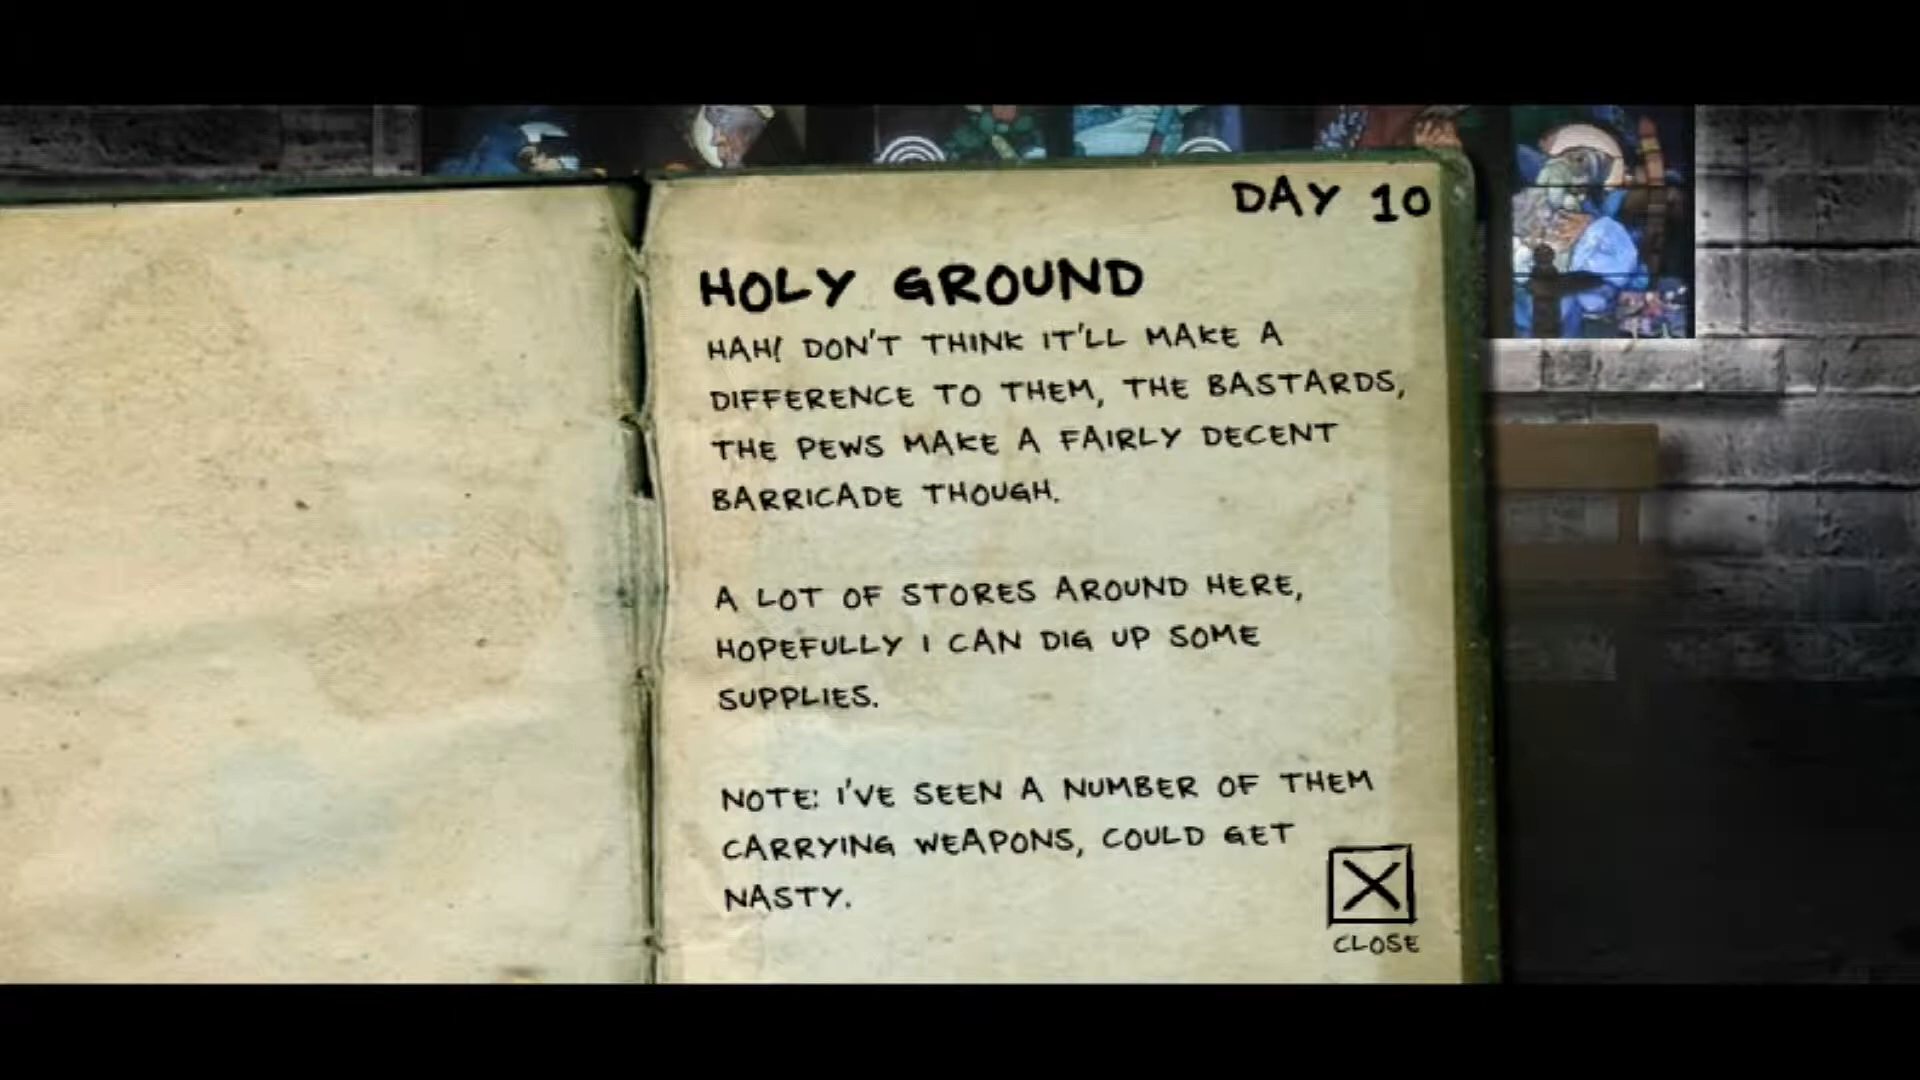 DAY 10
HOLY GROUND
HAH! DON'T THINK IT'LL MAKE A
DIFFERENCE TO THEM, THE BASTARDS,
THE PEWS MAKE A FAIRLY DECENT
BARRICADE THOUGH.
A LOT OF STORES AROUND HERE,
HOPEFULLY I CAN DIG UP SOME
SUPPLIES.
NOTE: I'VE SEEN A NUMBER OF THEM
CARRYING WEAPONS, COULD GET
NASTY.
CLOSE